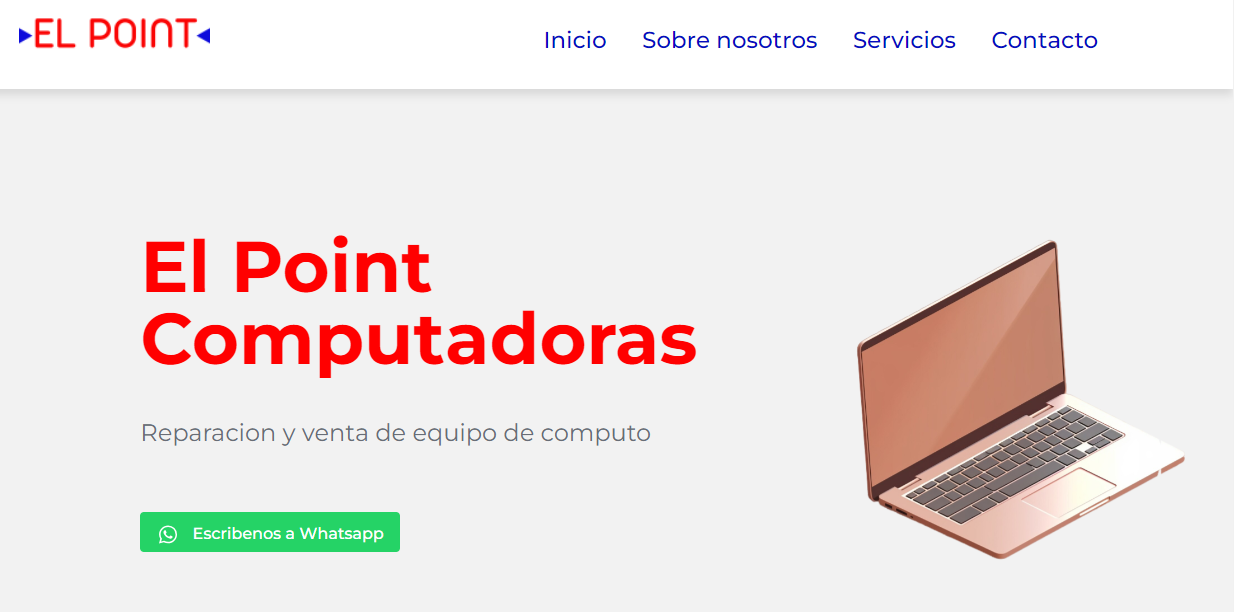 EL POINT
Inicio Sobre nosotros Servicios Contacto
El Point
Computadoras
Reparacion y venta de equipo de computo
Escribenos a Whatsapp